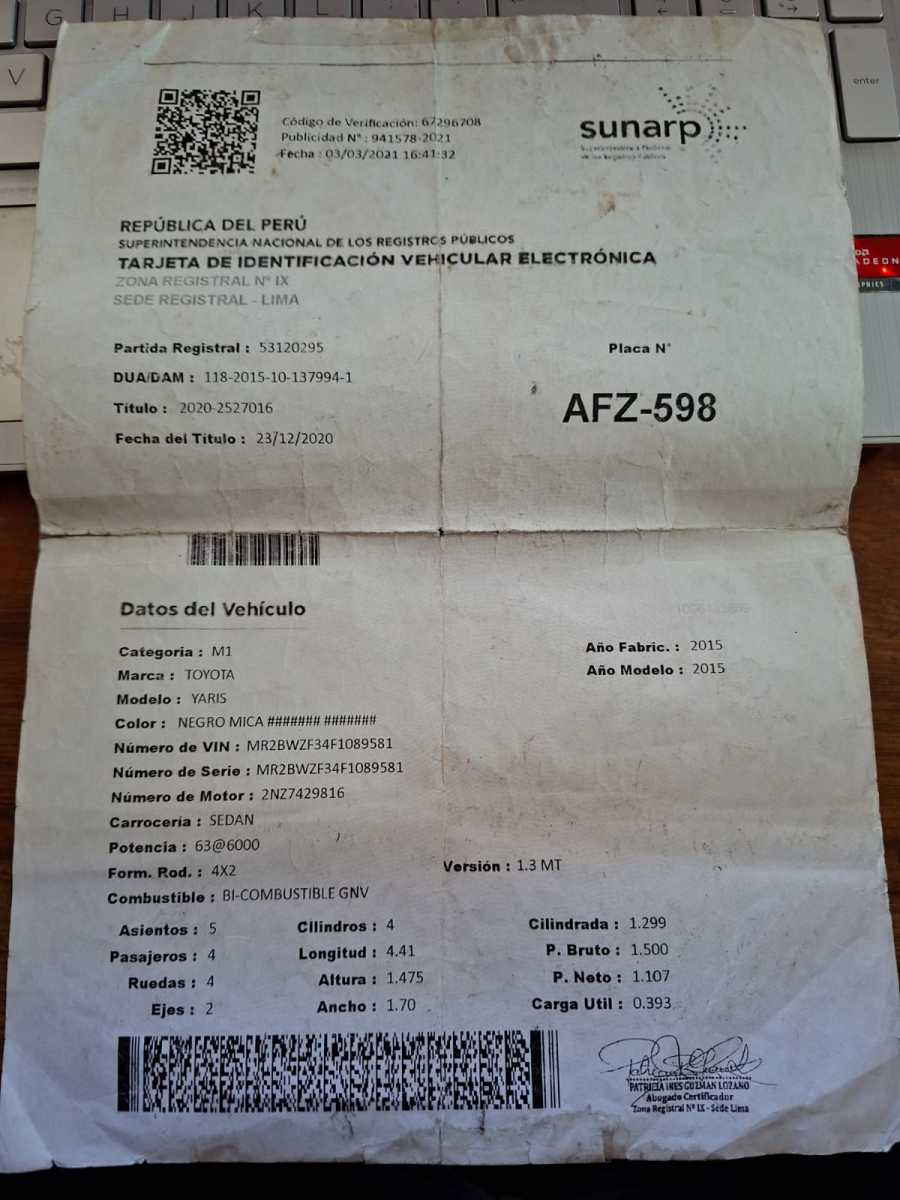 G
H
J
K
L
V
enter
Código de Verificación: 67296708
Publicidad N° : 941578-2021
Fecha : 03/03/2021 16:41:32
sunarp
Superintendencia Nacional
de los Registros Públicos
REPÚBLICA DEL PERÚ
SUPERINTENDENCIA NACIONAL DE LOS REGISTROS PÚBLICOS
TARJETA DE IDENTIFICACIÓN VEHICULAR ELECTRÓNICA
ZONA REGISTRAL N° IX
SEDE REGISTRAL - LIMA
Partida Registral : 53120295
DUA/DAM : 118-2015-10-137994-1
Título : 2020-2527016
Fecha del Título : 23/12/2020
Placa N°
AFZ-598
Datos del Vehículo
Categoria : M1
Marca : TOYOTA
Modelo : YARIS
Color : NEGRO MICA ####### #######
Número de VIN : MR2BWZF34F1089581
Número de Serie : MR2BWZF34F1089581
Número de Motor : 2NZ7429816
Carrocería : SEDAN
Potencia : 63@6000
Form. Rod. : 4X2
Combustible : BI-COMBUSTIBLE GNV
Año Fabric. : 2015
Año Modelo : 2015
Versión : 1.3 MT
Asientos : 5 Cilindros : 4 Cilindrada : 1.299
Pasajeros : 4 Longitud : 4.41 P. Bruto : 1.500
Ruedas : 4 Altura : 1.475 P. Neto : 1.107
Ejes : 2 Ancho : 1.70 Carga Util : 0.393
PATRICIA INES GUZMAN LOZANO
Abogado Certificador
Zona Registral N° IX - Sede Lima